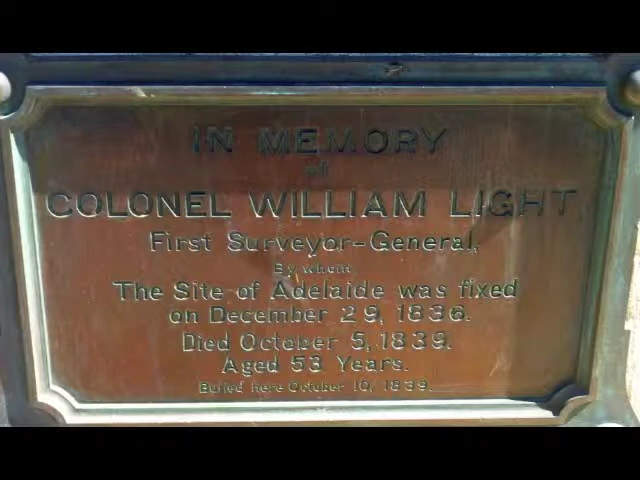 IN MEMORY
of
COLONEL WILLIAM LIGHT
First Surveyor-General,
By whom
The Site of Adelaide was fixed
on December 29, 1836.
Died October 5, 1839.
Aged 53 Years.
Buried here October 10, 1839.